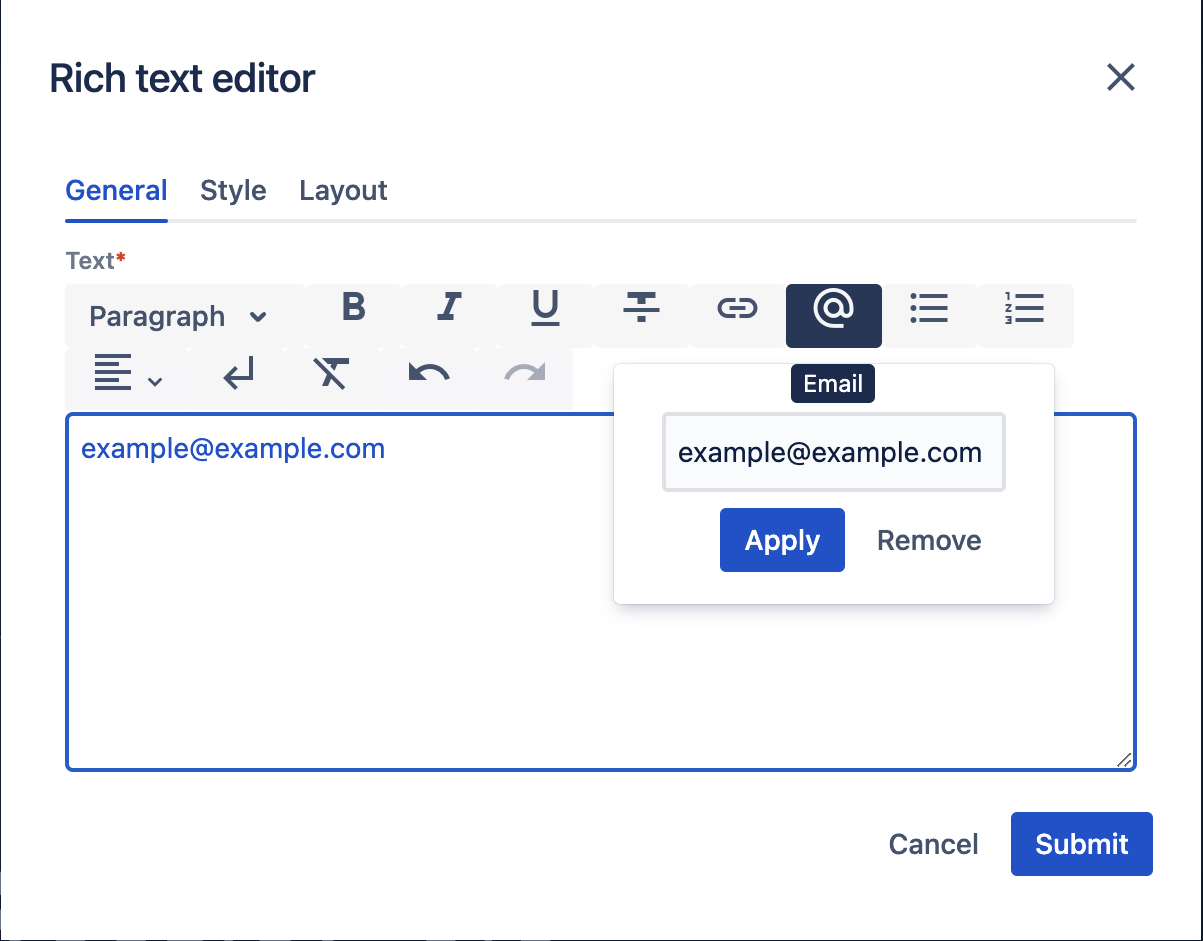 Rich text editor
General Style Layout
Text*
Paragraph B I U T @
Email
example@example.com
example@example.com
Apply Remove
Cancel Submit